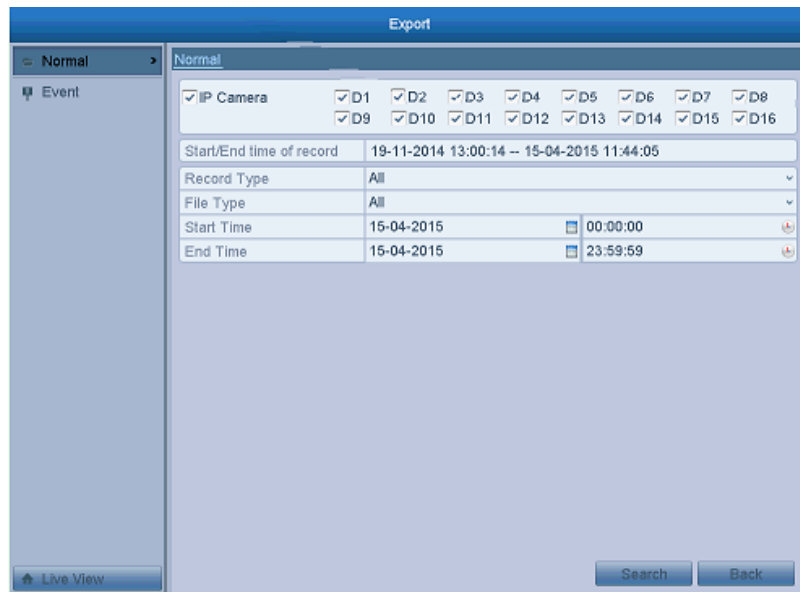 Export
Normal
Event
Normal
IP Camera D1 D2 D3 D4 D5 D6 D7 D8
D9 D10 D11 D12 D13 D14 D15 D16
Start/End time of record 19-11-2014 13:00:14 -- 15-04-2015 11:44:05
Record Type All
File Type All
Start Time 15-04-2015 00:00:00
End Time 15-04-2015 23:59:59
Live View Search Back